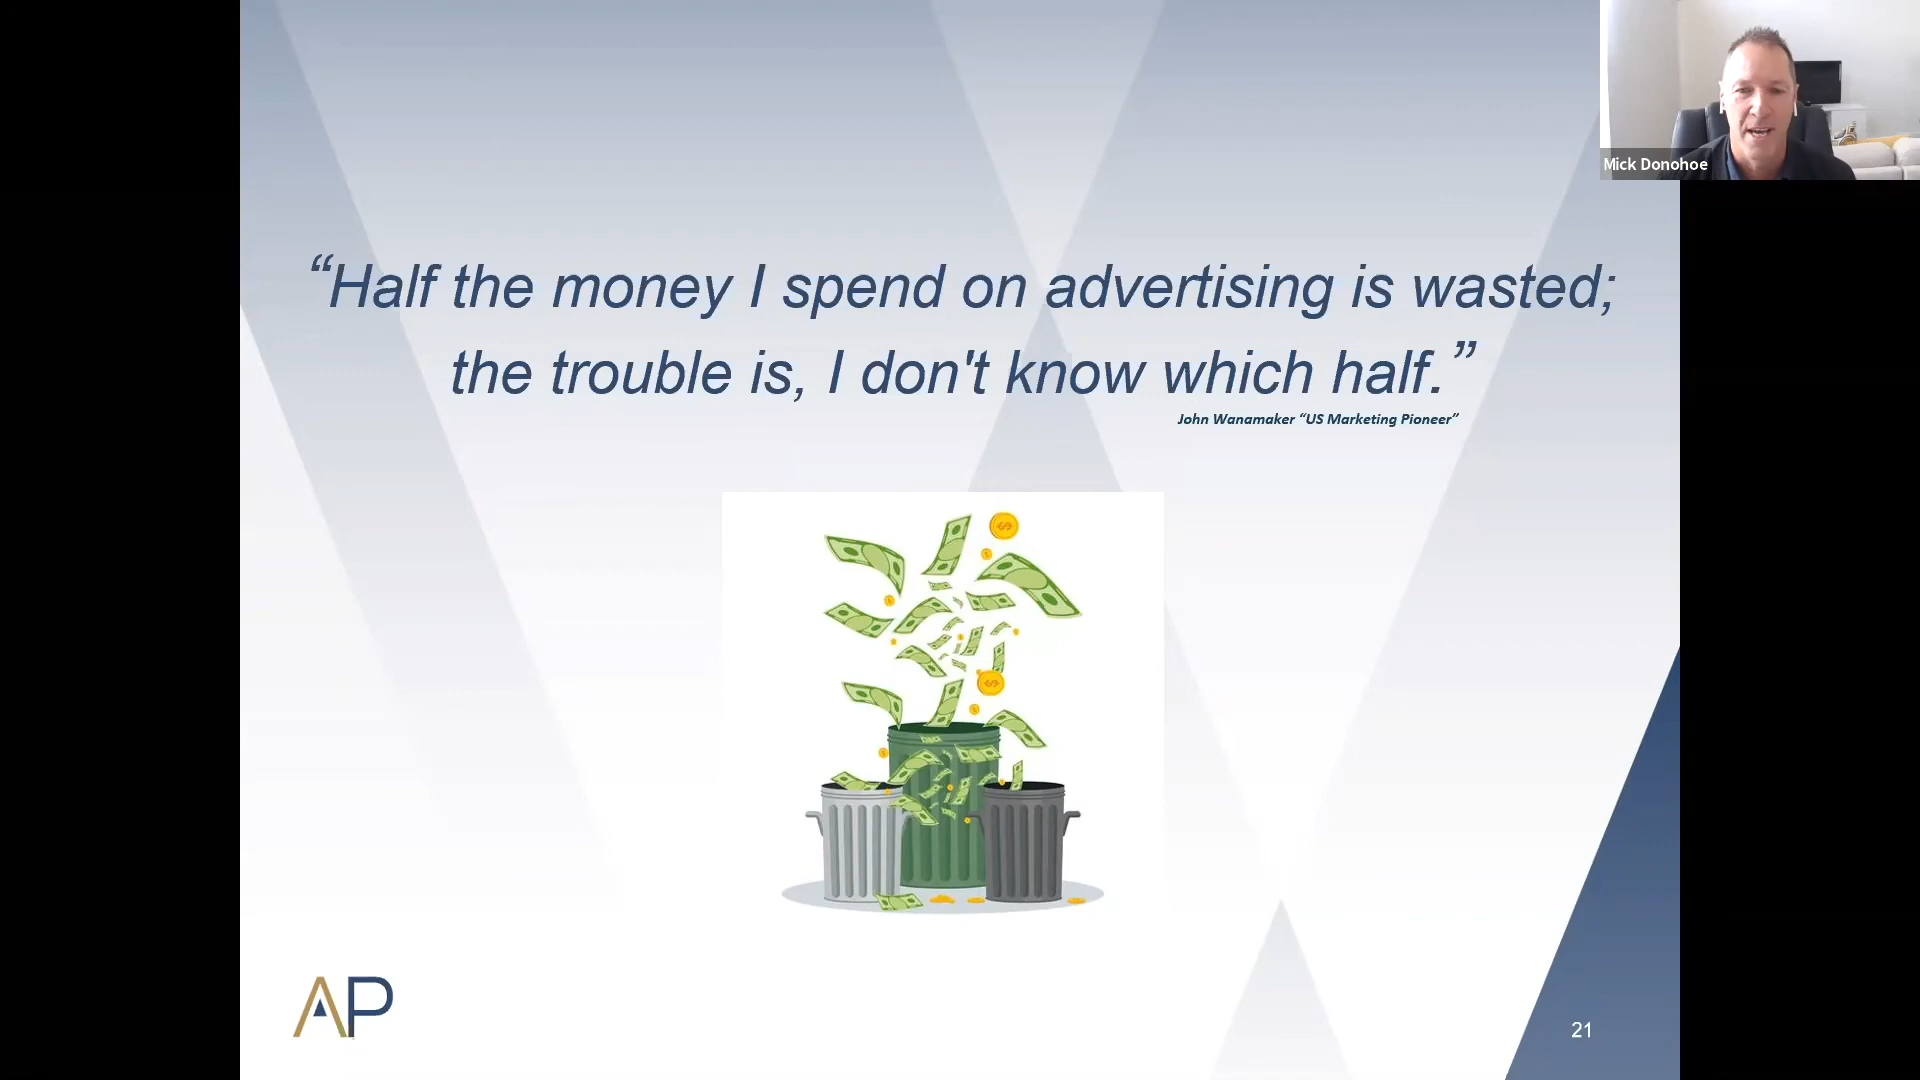 Mick Donohoe
“Half the money I spend on advertising is wasted;
the trouble is, I don't know which half.”
John Wanamaker “US Marketing Pioneer”
AP
21